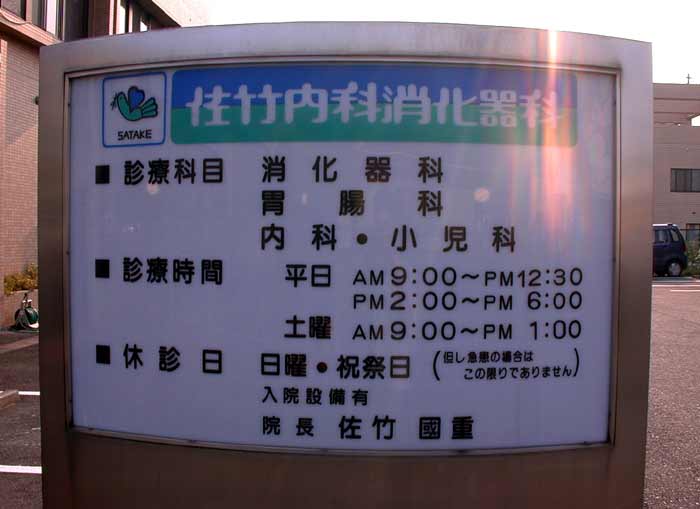 佐竹内科消化器科
SATAKE
■ 診療科目 消化器科
胃腸科
内科・小児科
■ 診療時間 平日 AM 9:00～PM 12:30
PM 2:00～PM 6:00
土曜 AM 9:00～PM 1:00
■ 休診日 日曜・祝祭日 (但し急患の場合は
この限りでありません)
入院設備有
院長 佐竹 國重